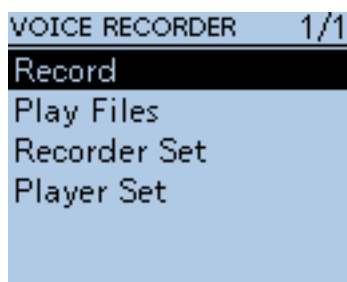 VOICE RECORDER 1/1
Record
Play Files
Recorder Set
Player Set